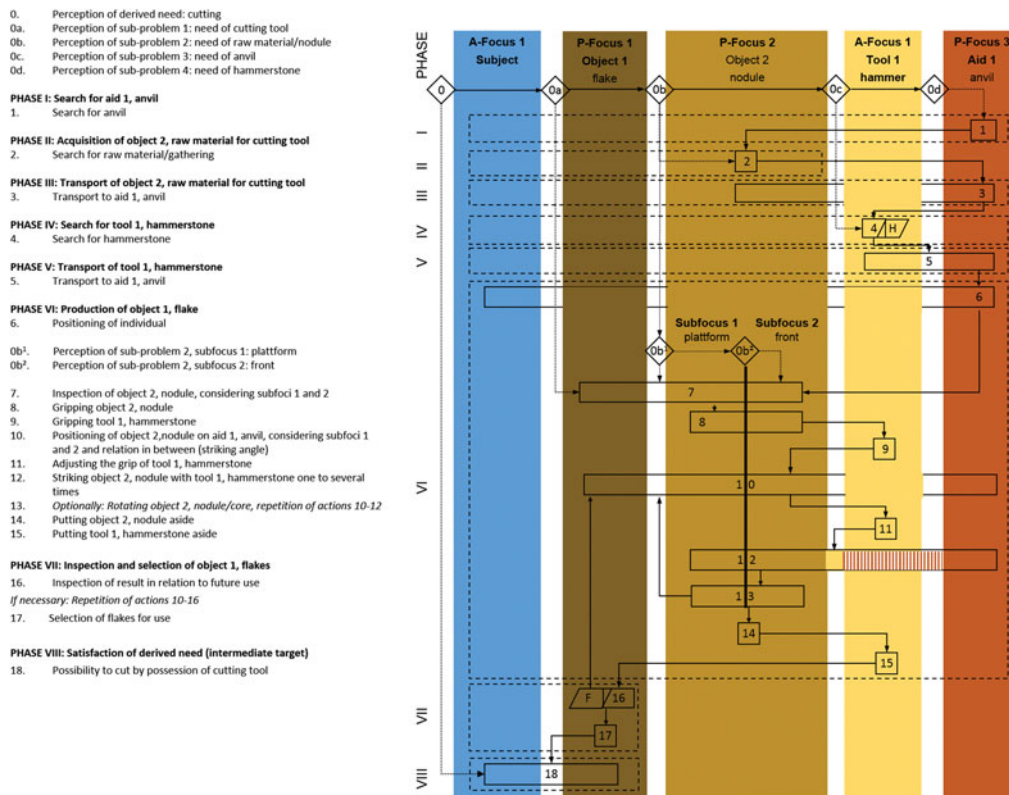 0. Perception of derived need: cutting
0a. Perception of sub-problem 1: need of cutting tool
0b. Perception of sub-problem 2: need of raw material/nodule
0c. Perception of sub-problem 3: need of anvil
0d. Perception of sub-problem 4: need of hammerstone
PHASE I: Search for aid 1, anvil
1. Search for anvil
PHASE II: Acquisition of object 2, raw material for cutting tool
2. Search for raw material/gathering
PHASE III: Transport of object 2, raw material for cutting tool
3. Transport to aid 1, anvil
PHASE IV: Search for tool 1, hammerstone
4. Search for hammerstone
PHASE V: Transport of tool 1, hammerstone
5. Transport to aid 1, anvil
PHASE VI: Production of object 1, flake
6. Positioning of individual
0b¹. Perception of sub-problem 2, subfocus 1: plattform
0b². Perception of sub-problem 2, subfocus 2: front
7. Inspection of object 2, nodule, considering subfoci 1 and 2
8. Gripping object 2, nodule
9. Gripping tool 1, hammerstone
10. Positioning of object 2,nodule on aid 1, anvil, considering subfoci 1
and 2 and relation in between (striking angle)
11. Adjusting the grip of tool 1, hammerstone
12. Striking object 2, nodule with tool 1, hammerstone one to several
times
13. Optionally: Rotating object 2, nodule/core, repetition of actions 10-12
14. Putting object 2, nodule aside
15. Putting tool 1, hammerstone aside
PHASE VII: Inspection and selection of object 1, flakes
16. Inspection of result in relation to future use
If necessary: Repetition of actions 10-16
17. Selection of flakes for use
PHASE VIII: Satisfaction of derived need (intermediate target)
18. Possibility to cut by possession of cutting tool
PHASE
A-Focus 1
Subject
P-Focus 1
Object 1
flake
P-Focus 2
Object 2
nodule
A-Focus 1
Tool 1
hammer
P-Focus 3
Aid 1
anvil
0 0a 0b 0c 0d
I 1
II 2
III 3
IV 4 H
V 5
6
Subfocus 1
plattform
Subfocus 2
front
0b¹ 0b²
7
8
9
VI 10
11
12
13
14
15
F 16
VII 17
VIII 18